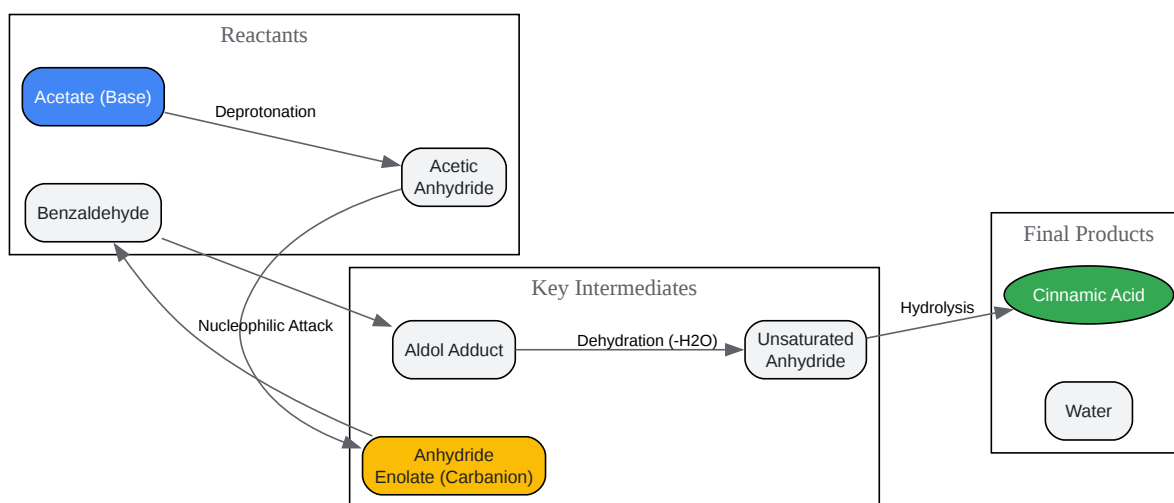 Reactants
Acetate (Base)
Deprotonation
Acetic
Anhydride
Benzaldehyde
Final Products
Key Intermediates
Cinnamic Acid
Hydrolysis
Nucleophilic Attack
Aldol Adduct
Dehydration (-H2O)
Unsaturated
Anhydride
Water
Anhydride
Enolate (Carbanion)